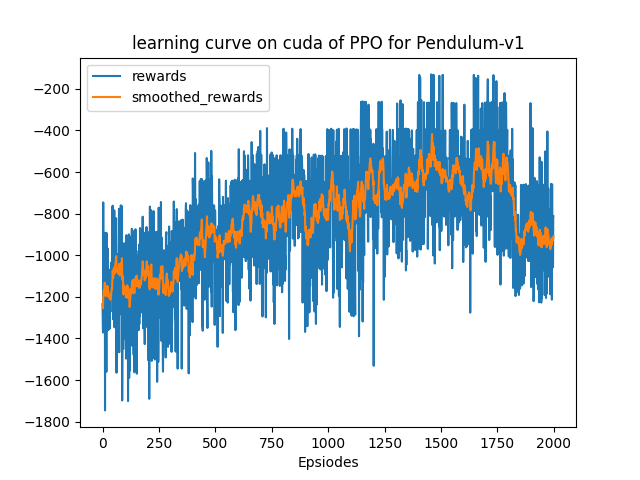 learning curve on cuda of PPO for Pendulum-v1
rewards
smoothed_rewards
−200
−400
−600
−800
−1000
−1200
−1400
−1600
−1800
0 250 500 750 1000 1250 1500 1750 2000
Epsiodes